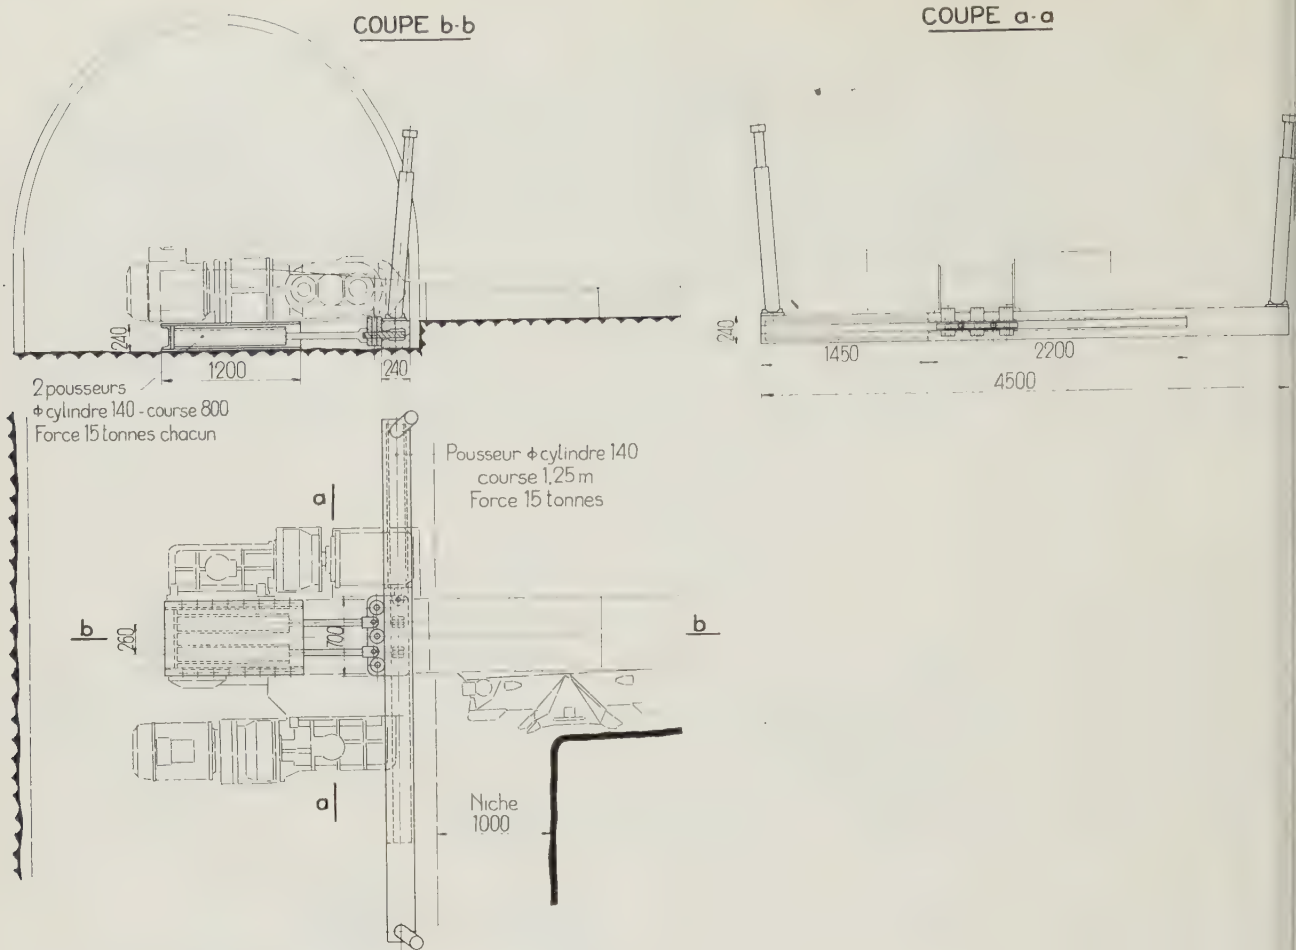 COUPE b-b
COUPE a-a
240
1200
240
2 pousseurs
ϕ cylindre 140 - course 800
Force 15 tonnes chacun
240
1450
2200
4500
Pousseur ϕ cylindre 140
course 1,25 m
Force 15 tonnes
a
b
260
700
b
a
Niche
1000